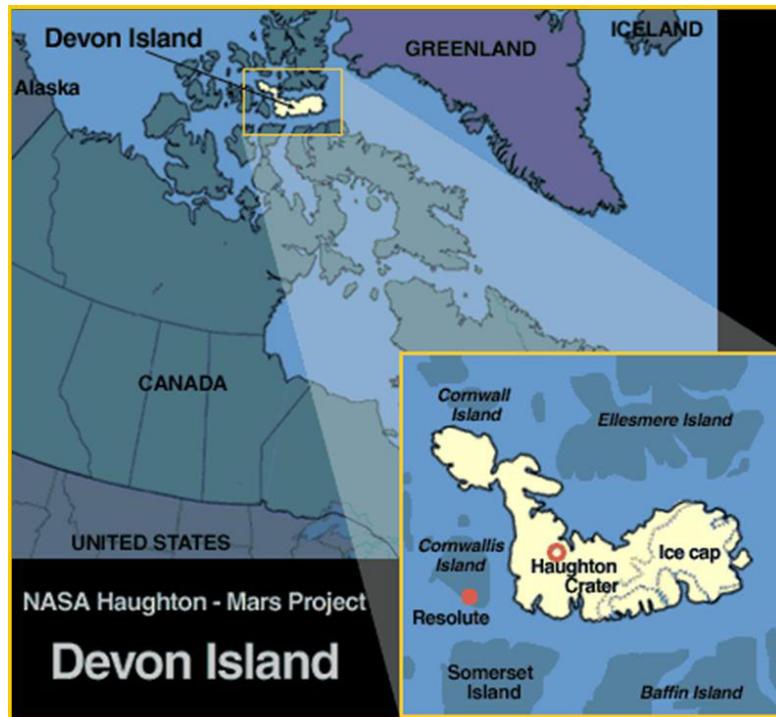 Devon Island
GREENLAND
ICELAND
Alaska
CANADA
UNITED STATES
NASA Haughton - Mars Project
Devon Island
Cornwall
Island
Ellesmere Island
Cornwallis
Island
Haughton
Crater
Ice cap
Resolute
Somerset
Island
Baffin Island